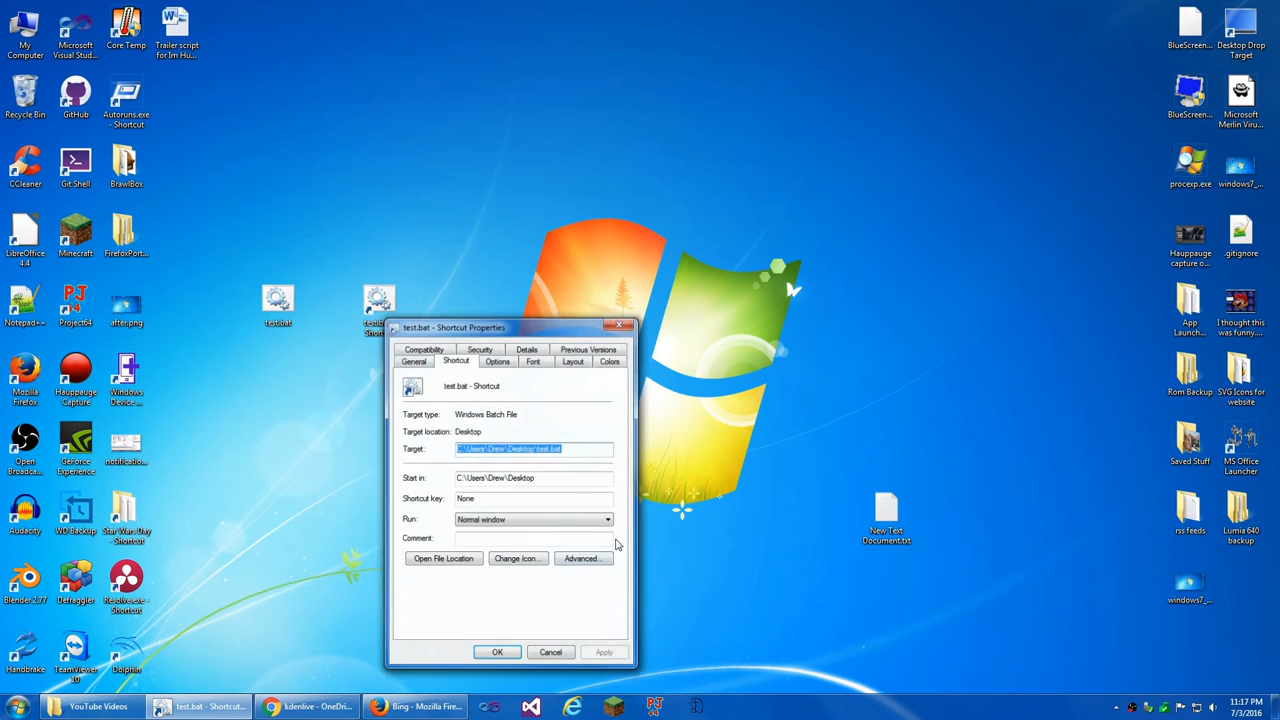 My
Computer
Microsoft
Visual Stud...
Core Temp
Trailer script
for Im Hu...
Recycle Bin
GitHub
Autoruns.exe
- Shortcut
CCleaner
Git Shell
BrawlBox
LibreOffice
4.4
Minecraft
FirefoxPort...
Notepad++
Project64
after.png
Mozilla
Firefox
Hauppauge
Capture
Windows
Device ...
Open
Broadca...
GeForce
Experience
notification...
Audacity
WD Backup
Star Wars Day
- Shortcut
Blender 2.77
Defraggler
Resolve.exe -
Shortcut
Handbrake
TeamViewer
10
Dolphin
test.bat
test.bat - Shortcut Properties
Compatibility
Security
Details
Previous Versions
General
Shortcut
Options
Font
Layout
Colors
test.bat - Shortcut
Target type: Windows Batch File
Target location: Desktop
Target: C:\Users\Drew\Desktop\test.bat
Start in: C:\Users\Drew\Desktop
Shortcut key: None
Run: Normal window
Comment:
Open File Location
Change Icon...
Advanced...
OK
Cancel
Apply
New Text
Document.txt
BlueScreen...
Desktop Drop
Target
BlueScreen...
Microsoft
Merlin Viru...
procexp.exe
windows7_...
Hauppauge
capture o...
.gitignore
App
Launch...
I thought this
was funny....
Rom Backup
SVG Icons for
website
Saved Stuff
MS Office
Launcher
rss feeds
Lumia 640
backup
windows7_...
YouTube Videos
test.bat - Shortcut...
kdenlive - OneDri...
Bing - Mozilla Fire...
11:17 PM
7/3/2016